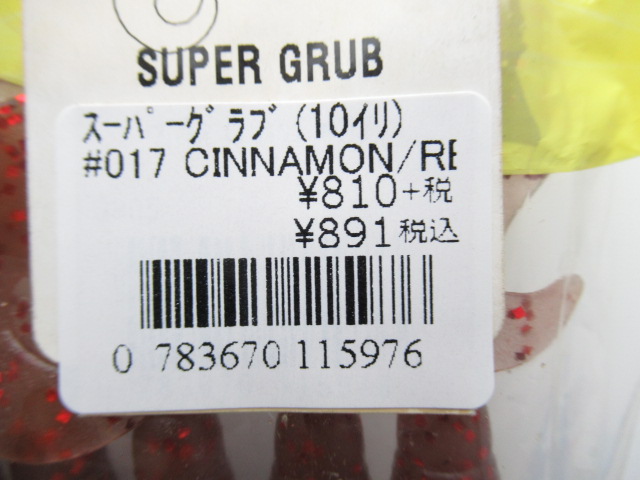 SUPER GRUB
スーパーグラブ(10イリ)
#017 CINNAMON/RE
¥810+税
¥891税込
0 783670 115976